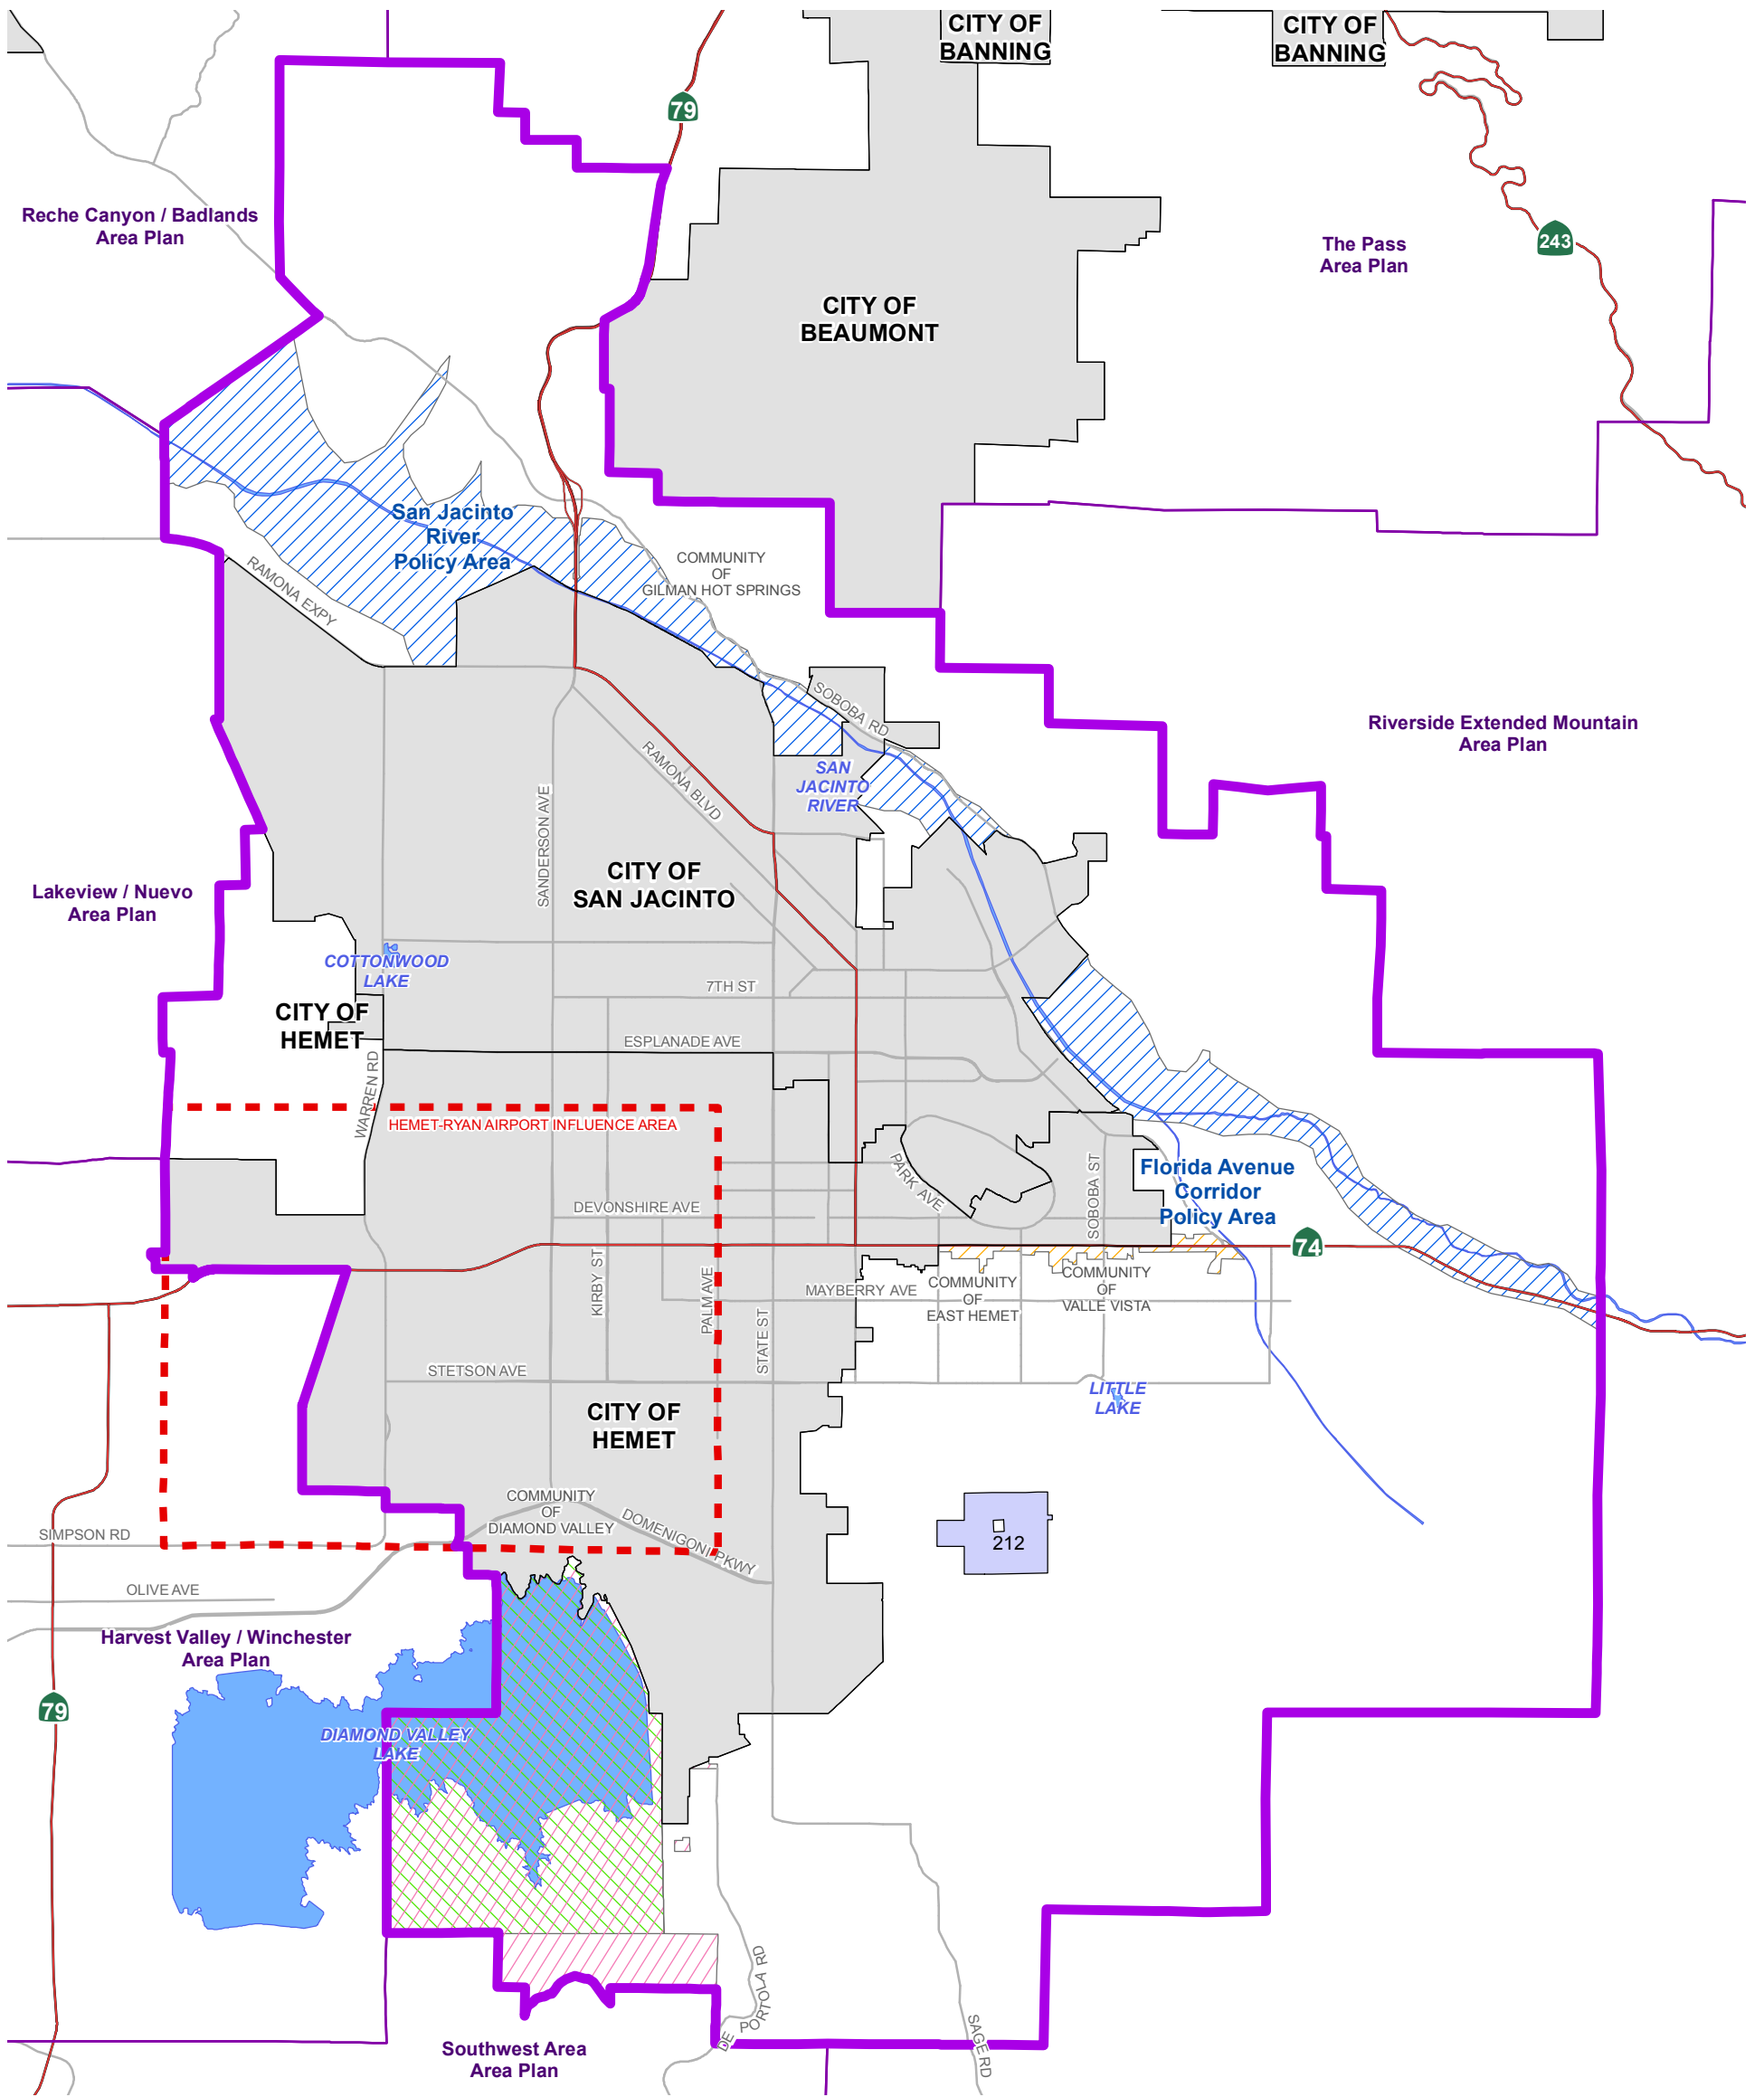 CITY OF
BANNING
CITY OF
BANNING
79
Reche Canyon / Badlands
Area Plan
The Pass
Area Plan
243
CITY OF
BEAUMONT
San Jacinto
River
Policy Area
COMMUNITY
OF
GILMAN HOT SPRINGS
RAMONA EXPY
SOBOBA RD
Riverside Extended Mountain
Area Plan
RAMONA BLVD
SAN
JACINTO
RIVER
SANDERSON AVE
CITY OF
SAN JACINTO
Lakeview / Nuevo
Area Plan
COTTONWOOD
LAKE
7TH ST
CITY OF
HEMET
ESPLANADE AVE
WARREN RD
HEMET-RYAN AIRPORT INFLUENCE AREA
PARK AVE
SOBOBA ST
Florida Avenue
Corridor
Policy Area
DEVONSHIRE AVE
74
KIRBY ST
PALM AVE
STATE ST
MAYBERRY AVE
COMMUNITY
OF
EAST HEMET
COMMUNITY
OF
VALLE VISTA
STETSON AVE
LITTLE
LAKE
CITY OF
HEMET
COMMUNITY
OF
DIAMOND VALLEY
DOMENIGONI PKWY
SIMPSON RD
212
OLIVE AVE
Harvest Valley / Winchester
Area Plan
79
DIAMOND VALLEY
LAKE
DE PORTOLA RD
SAGE RD
Southwest Area
Area Plan